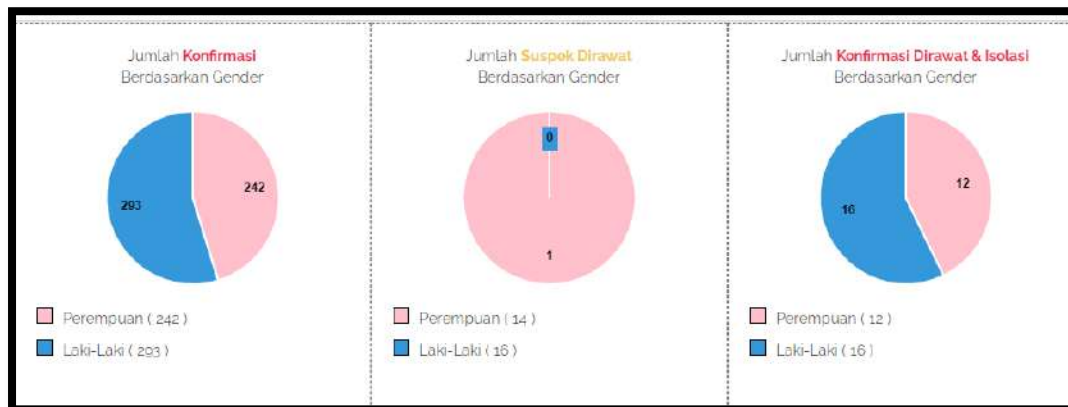 Jumlah Konfirmasi
Berdasarkan Gender
293
242
Perempuan ( 242 )
Laki-Laki ( 293 )
Jumlah Suspek Dirawat
Berdasarkan Gender
0
1
Perempuan ( 14 )
Laki-Laki ( 16 )
Jumlah Konfirmasi Dirawat & Isolasi
Berdasarkan Gender
16
12
Perempuan ( 12 )
Laki-Laki ( 16 )